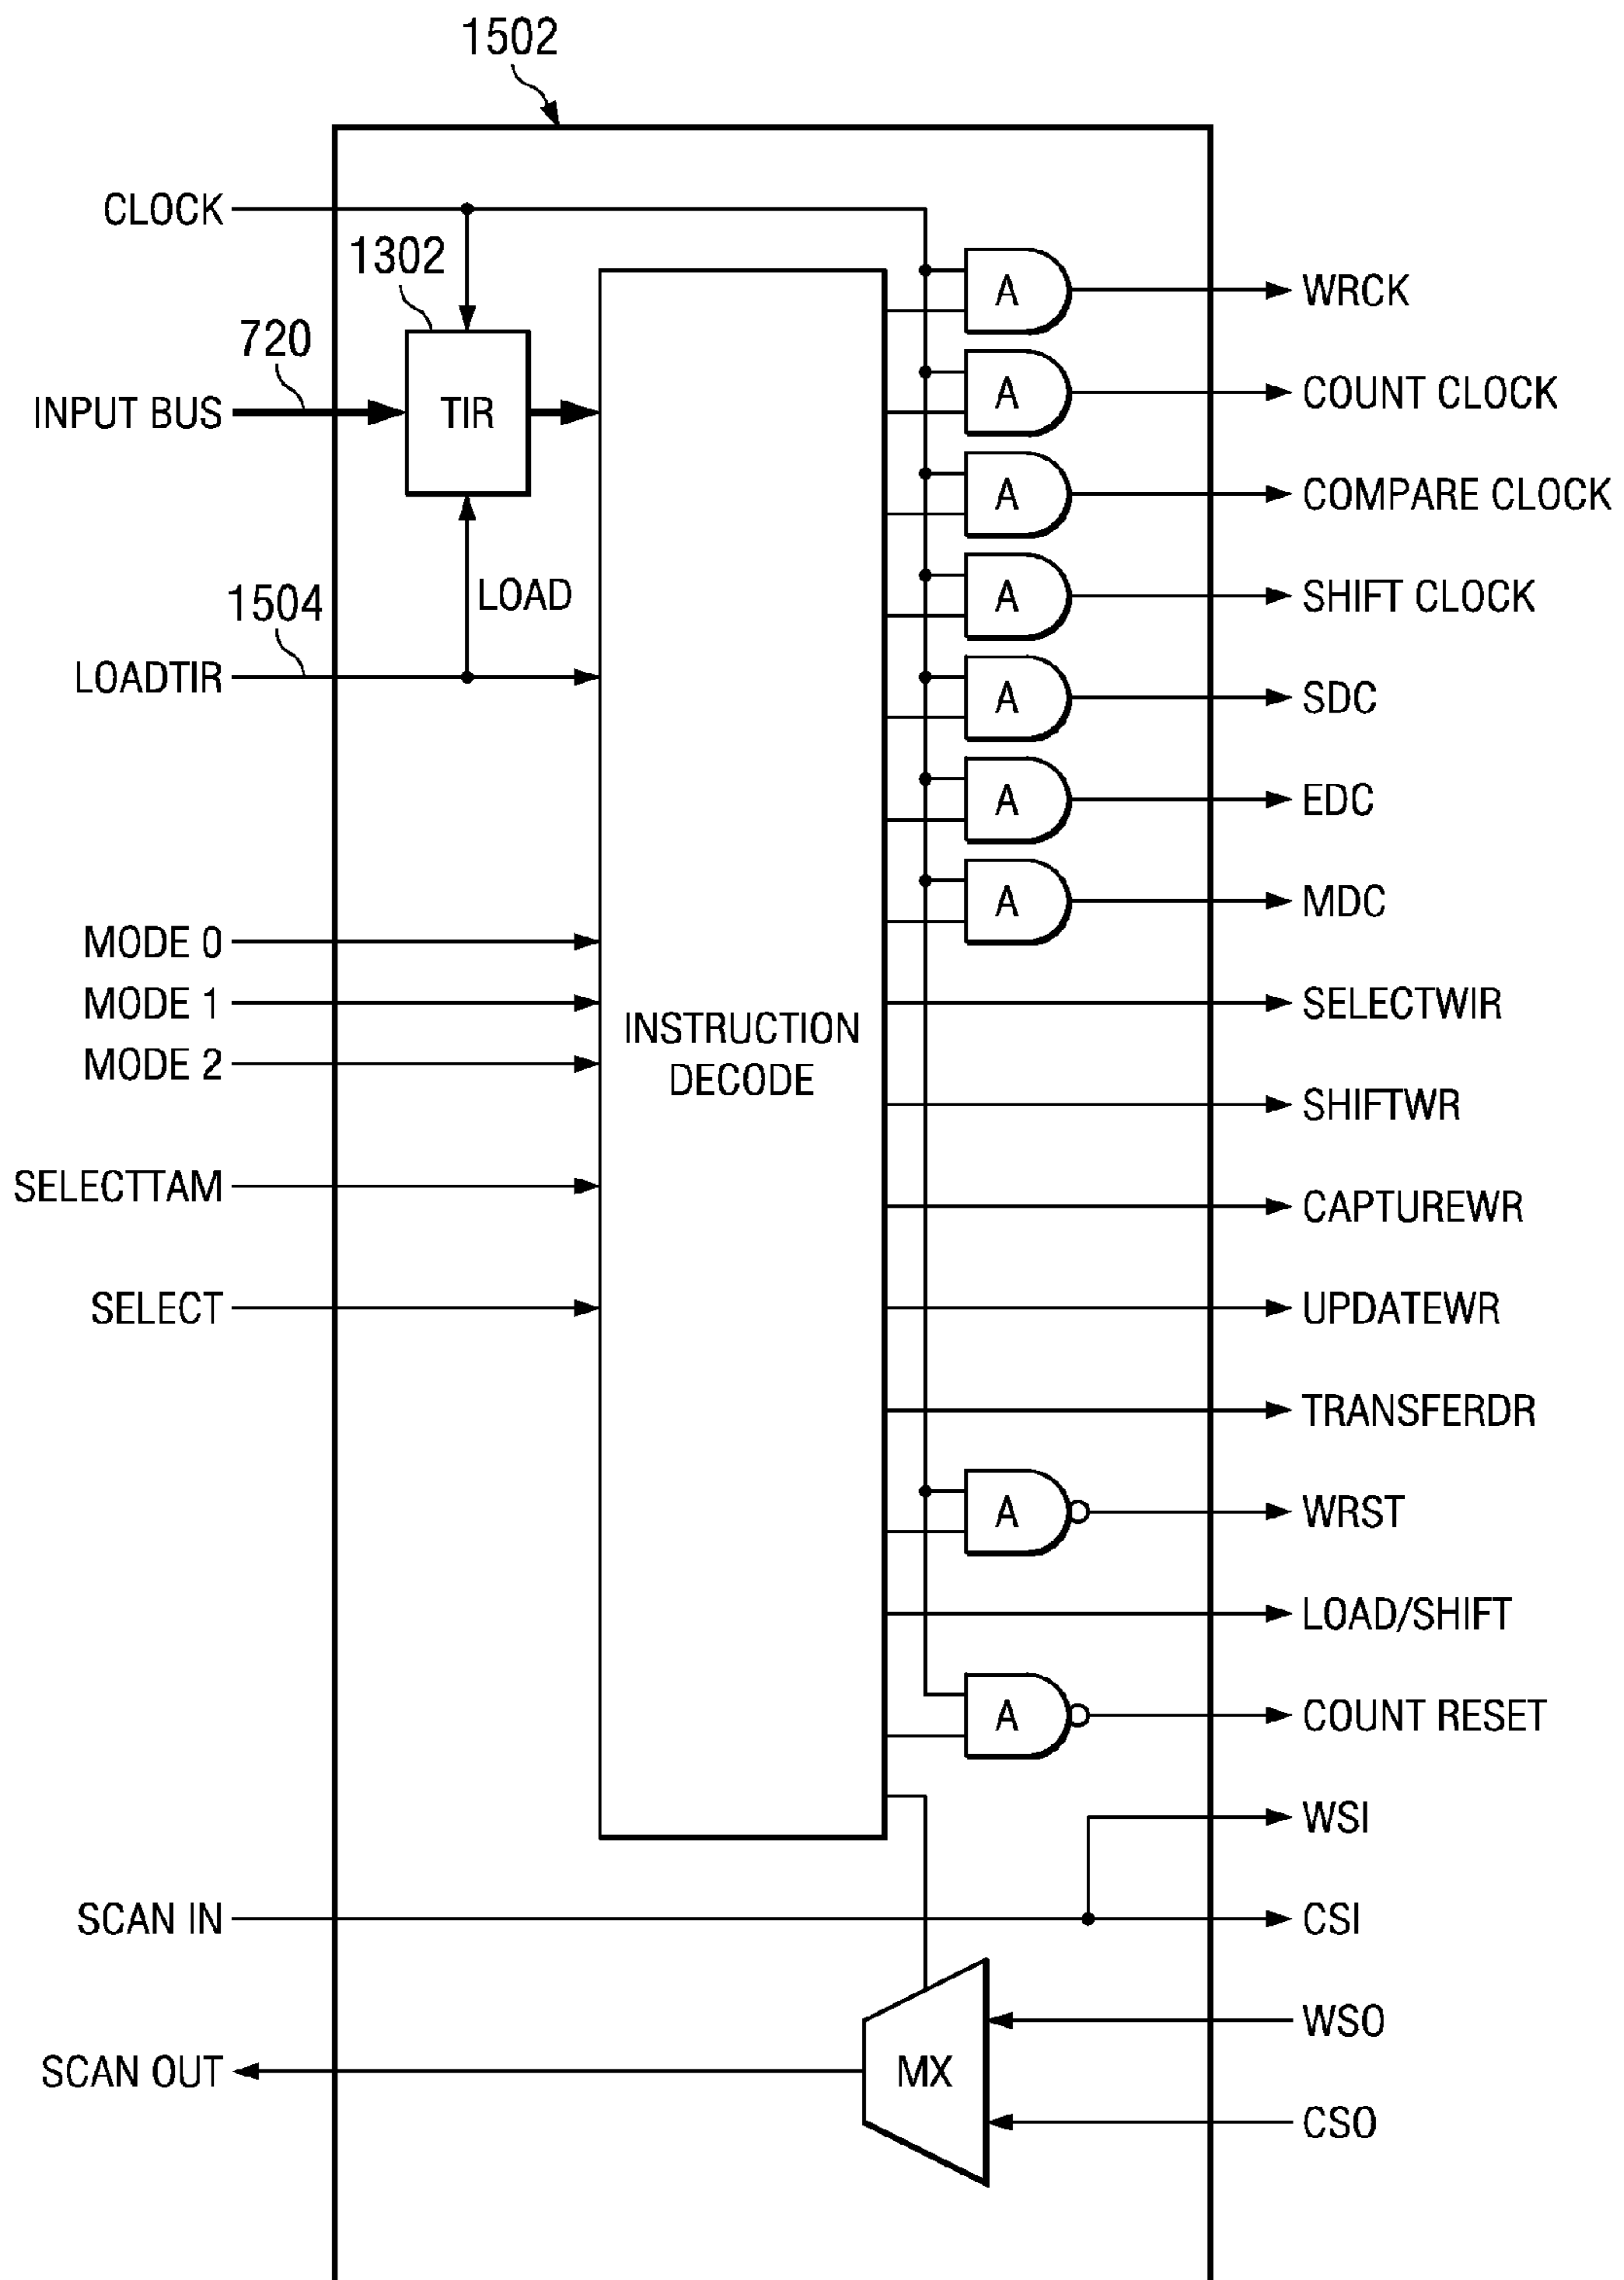 1502
CLOCK
1302
A
WRCK
720
INPUT BUS
TIR
A
COUNT CLOCK
A
COMPARE CLOCK
1504
LOAD
A
SHIFT CLOCK
LOADTIR
A
SDC
A
EDC
A
MDC
MODE 0
MODE 1
MODE 2
INSTRUCTION
DECODE
SELECTWIR
SHIFTWR
SELECTTAM
CAPTUREWR
SELECT
UPDATEWR
TRANSFERDR
A
WRST
LOAD/SHIFT
A
COUNT RESET
WSI
SCAN IN
CSI
WSO
SCAN OUT
MX
CSO